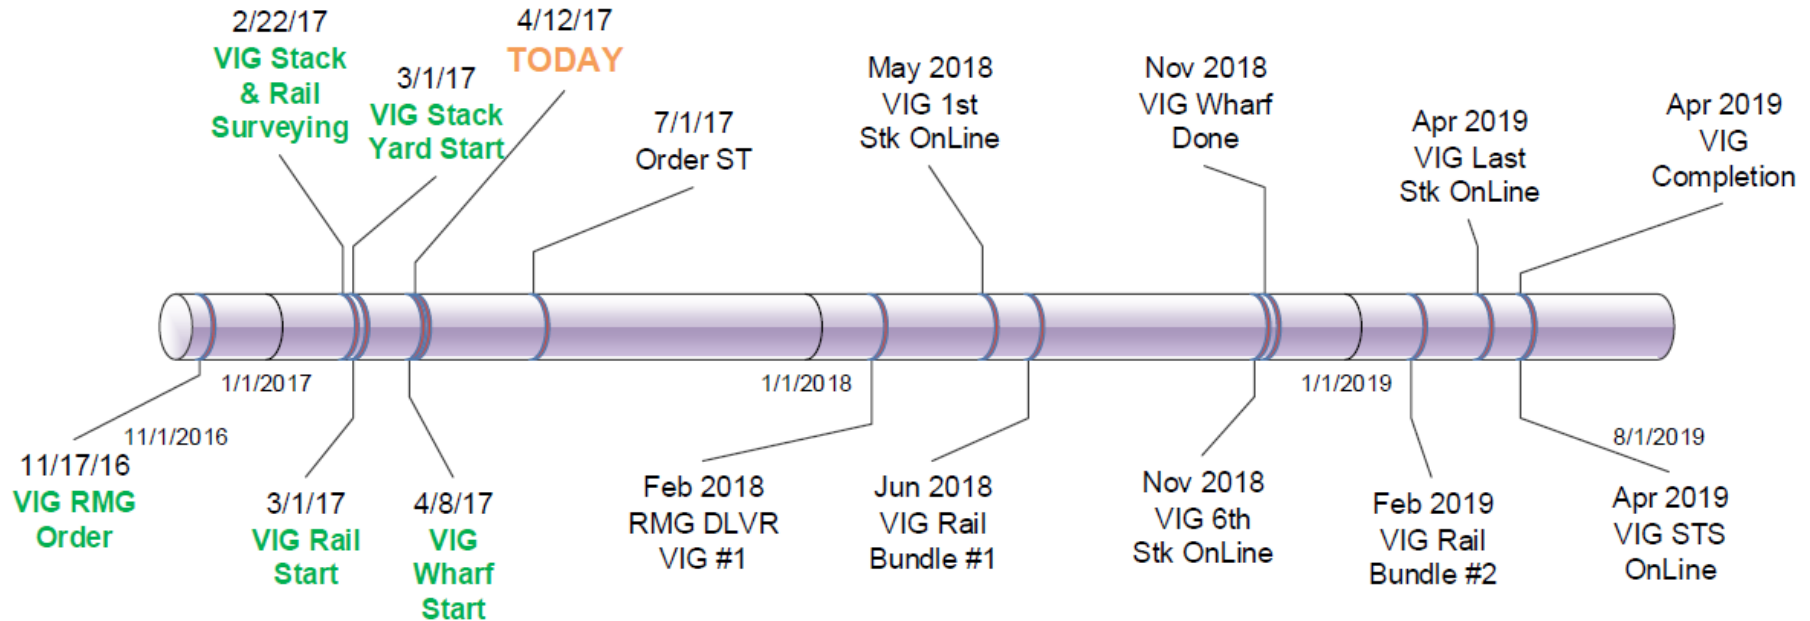 2/22/17
VIG Stack
& Rail
Surveying
3/1/17
VIG Stack
Yard Start
4/12/17
TODAY
7/1/17
Order ST
May 2018
VIG 1st
Stk OnLine
Nov 2018
VIG Wharf
Done
Apr 2019
VIG Last
Stk OnLine
Apr 2019
VIG
Completion
1/1/2017
1/1/2018
1/1/2019
11/1/2016
8/1/2019
11/17/16
VIG RMG
Order
3/1/17
VIG Rail
Start
4/8/17
VIG
Wharf
Start
Feb 2018
RMG DLVR
VIG #1
Jun 2018
VIG Rail
Bundle #1
Nov 2018
VIG 6th
Stk OnLine
Feb 2019
VIG Rail
Bundle #2
Apr 2019
VIG STS
OnLine